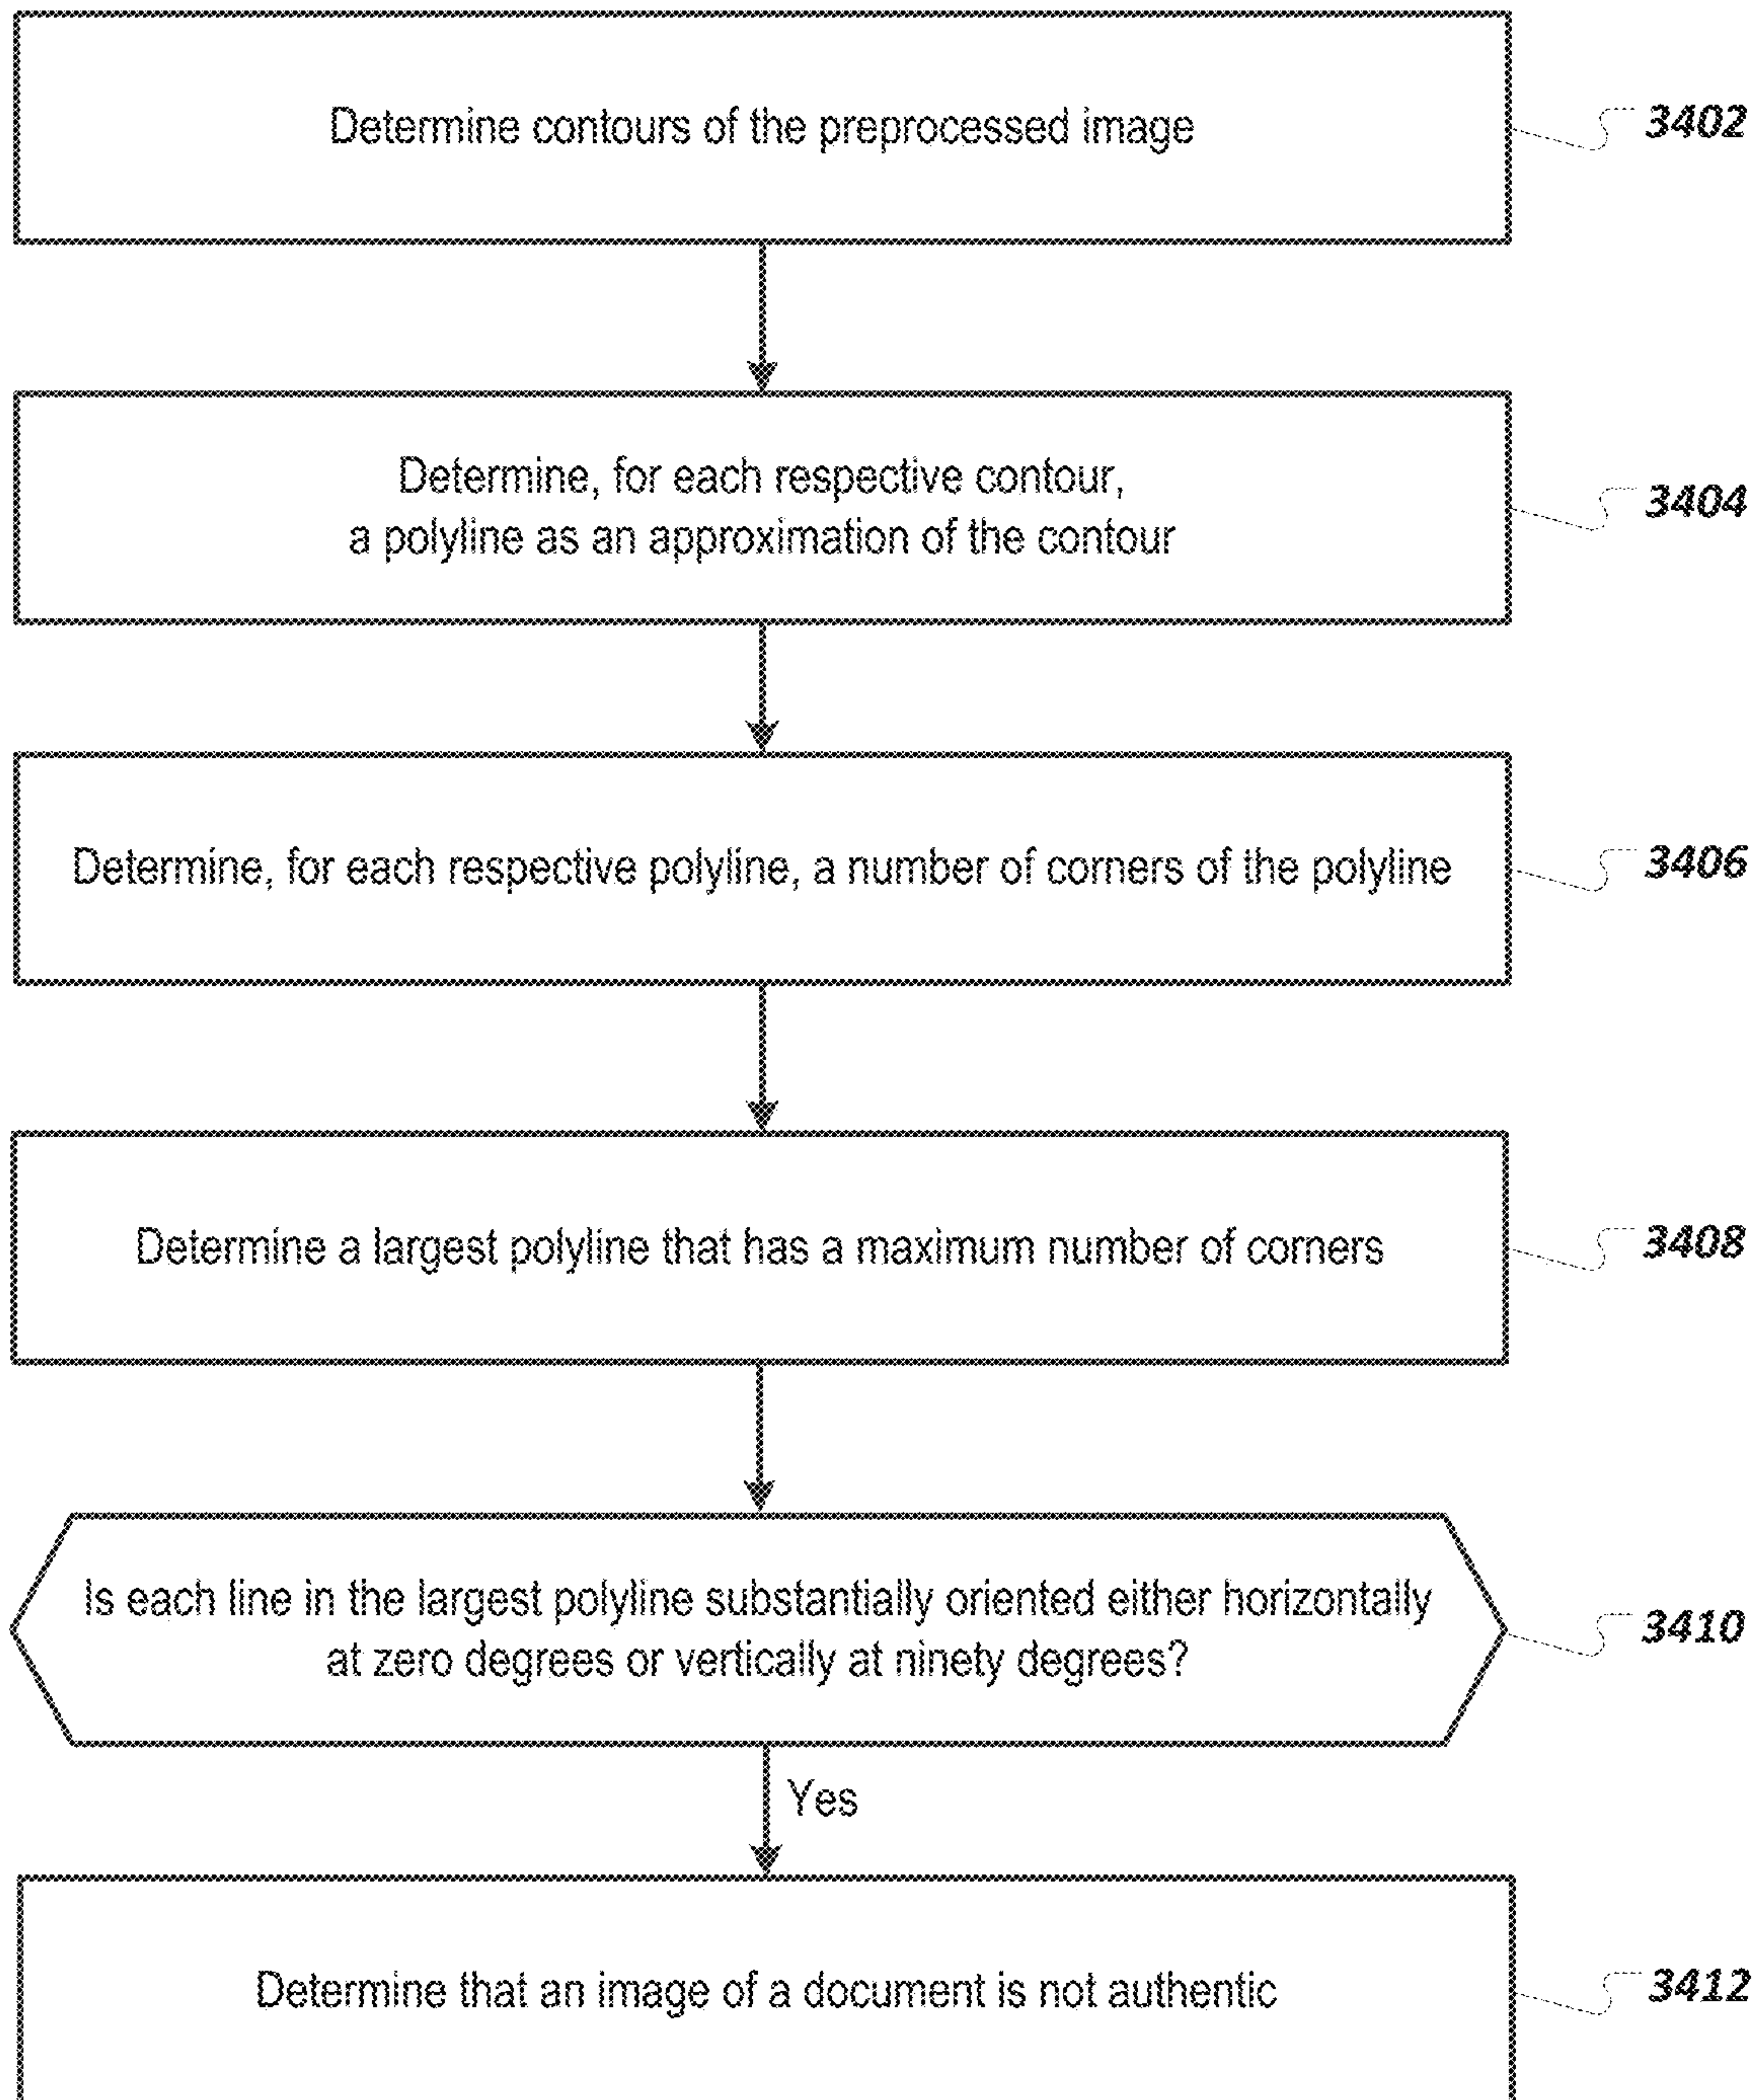 Determine contours of the preprocessed image
3402
Determine, for each respective contour,
a polyline as an approximation of the contour
3404
Determine, for each respective polyline, a number of corners of the polyline
3406
Determine a largest polyline that has a maximum number of corners
3408
Is each line in the largest polyline substantially oriented either horizontally
at zero degrees or vertically at ninety degrees?
3410
Yes
Determine that an image of a document is not authentic
3412